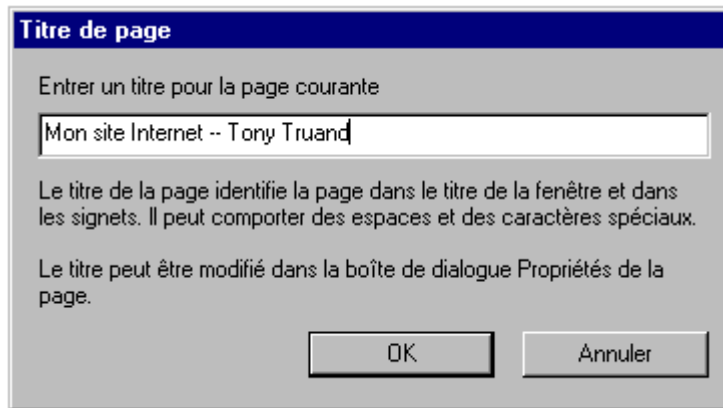 Titre de page
Entrer un titre pour la page courante
Mon site Internet -- Tony Truand
Le titre de la page identifie la page dans le titre de la fenêtre et dans
les signets. Il peut comporter des espaces et des caractères spéciaux.
Le titre peut être modifié dans la boîte de dialogue Propriétés de la
page.
OK
Annuler